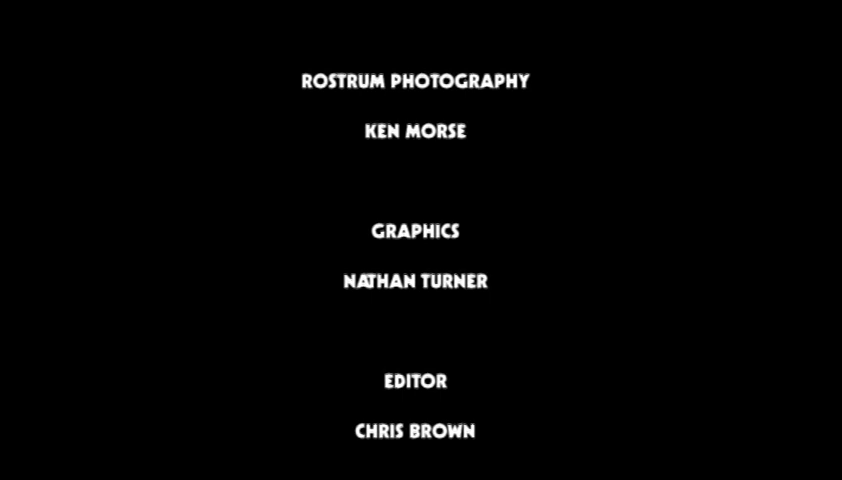 ROSTRUM PHOTOGRAPHY
KEN MORSE
GRAPHICS
NATHAN TURNER
EDITOR
CHRIS BROWN